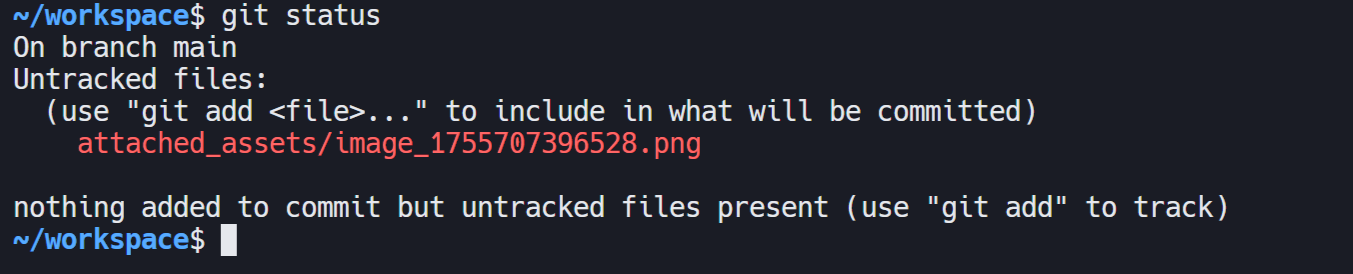 ~/workspace$ git status
On branch main
Untracked files:
  (use "git add <file>..." to include in what will be committed)
    attached_assets/image_1755707396528.png

nothing added to commit but untracked files present (use "git add" to track)
~/workspace$